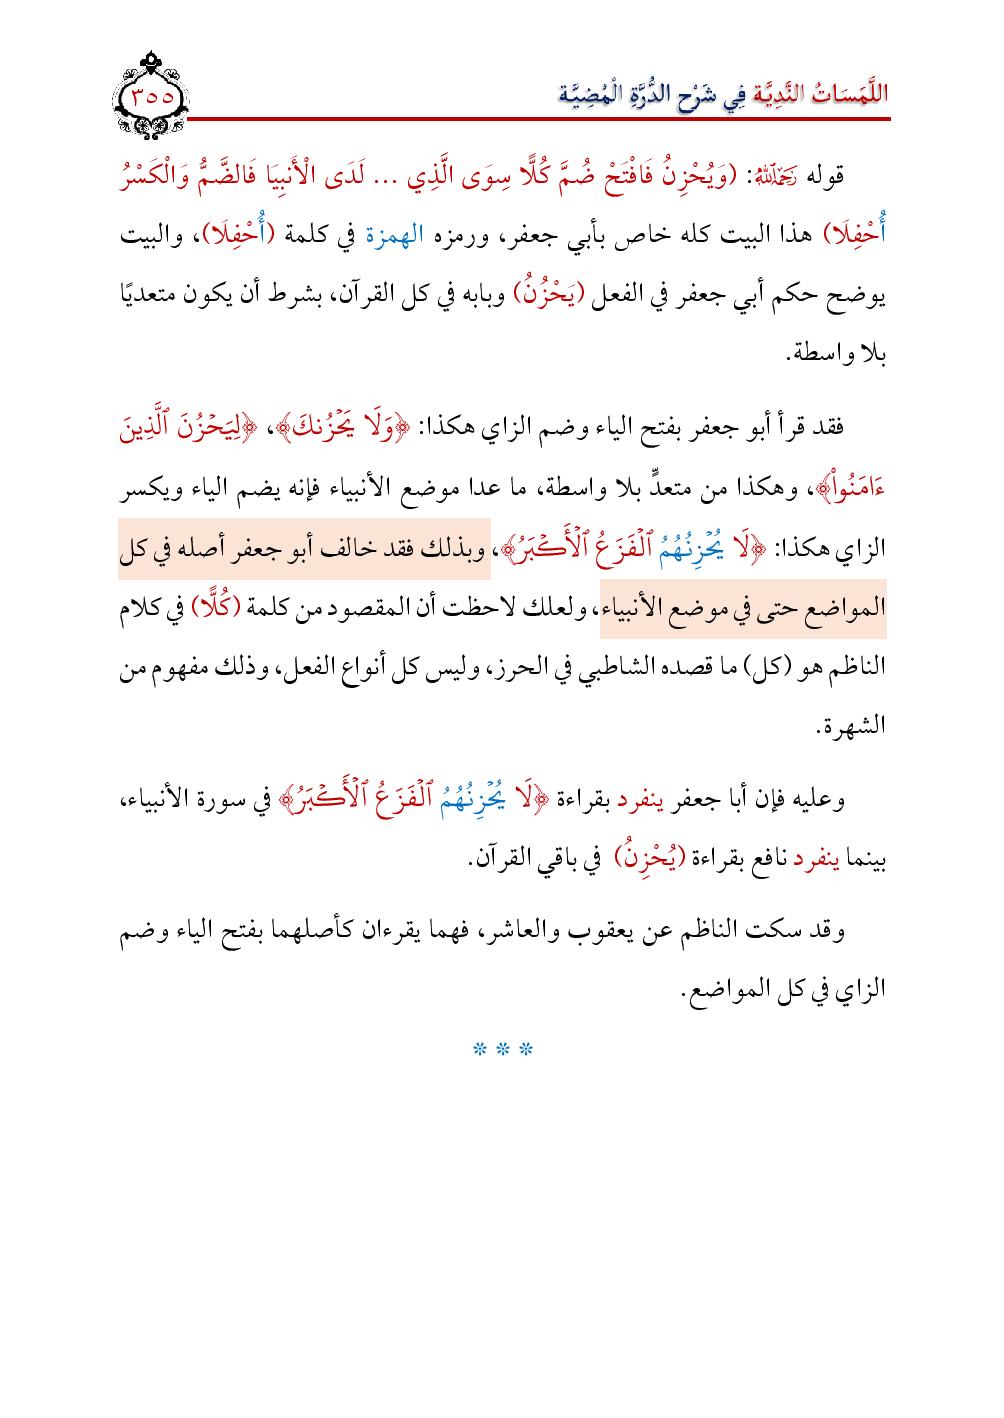 اللَّمَسَاتُ النَّدِيَّة فِي شَرْح الدُّرَّةِ الْمُضِيَّة
٣٥٥
قوله رَحِمَهُ اللَّهُ: (وَيُحْزِنُ فَافْتَحْ ضُمَّ كُلًّا سِوَى الَّذِي ... لَدَى الْأَنبِيَا فَالضَّمُّ وَالْكَسْرُ
أُحْفِلَا) هذا البيت كله خاص بأبي جعفر، ورمزه الهمزة في كلمة (أُحْفِلَا)، والبيت
يوضح حكم أبي جعفر في الفعل (يَحْزُنُ) وبابه في كل القرآن، بشرط أن يكون متعديًا
بلا واسطة.
فقد قرأ أبو جعفر بفتح الياء وضم الزاي هكذا: ﴿وَلَا يَحۡزُنكَ﴾، ﴿لِيَحۡزُنَ ٱلَّذِينَ
ءَامَنُواْ﴾، وهكذا من متعدٍّ بلا واسطة، ما عدا موضع الأنبياء فإنه يضم الياء ويكسر
الزاي هكذا: ﴿لَا يُحۡزِنُهُمُ ٱلۡفَزَعُ ٱلۡأَكۡبَرُ﴾، وبذلك فقد خالف أبو جعفر أصله في كل
المواضع حتى في موضع الأنبياء، ولعلك لاحظت أن المقصود من كلمة (كُلًّا) في كلام
الناظم هو (كل) ما قصده الشاطبي في الحرز، وليس كل أنواع الفعل، وذلك مفهوم من
الشهرة.
وعليه فإن أبا جعفر ينفرد بقراءة ﴿لَا يُحۡزِنُهُمُ ٱلۡفَزَعُ ٱلۡأَكۡبَرُ﴾ في سورة الأنبياء،
بينما ينفرد نافع بقراءة (يُحْزِنُ) في باقي القرآن.
وقد سكت الناظم عن يعقوب والعاشر، فهما يقرءان كأصلهما بفتح الياء وضم
الزاي في كل المواضع.
* * *